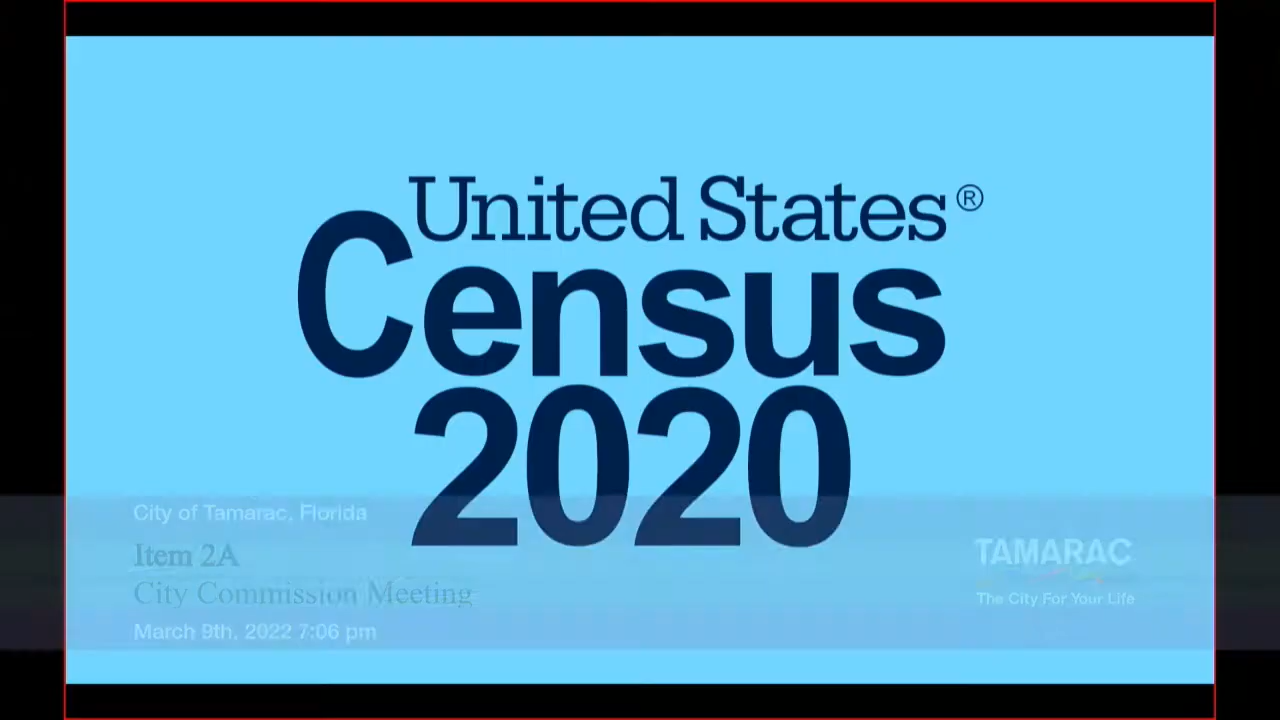 United States®
Census
2020
City of Tamarac, Florida
Item 2A
City Commission Meeting
March 9th, 2022 7:06 pm
TAMARAC
The City For Your Life